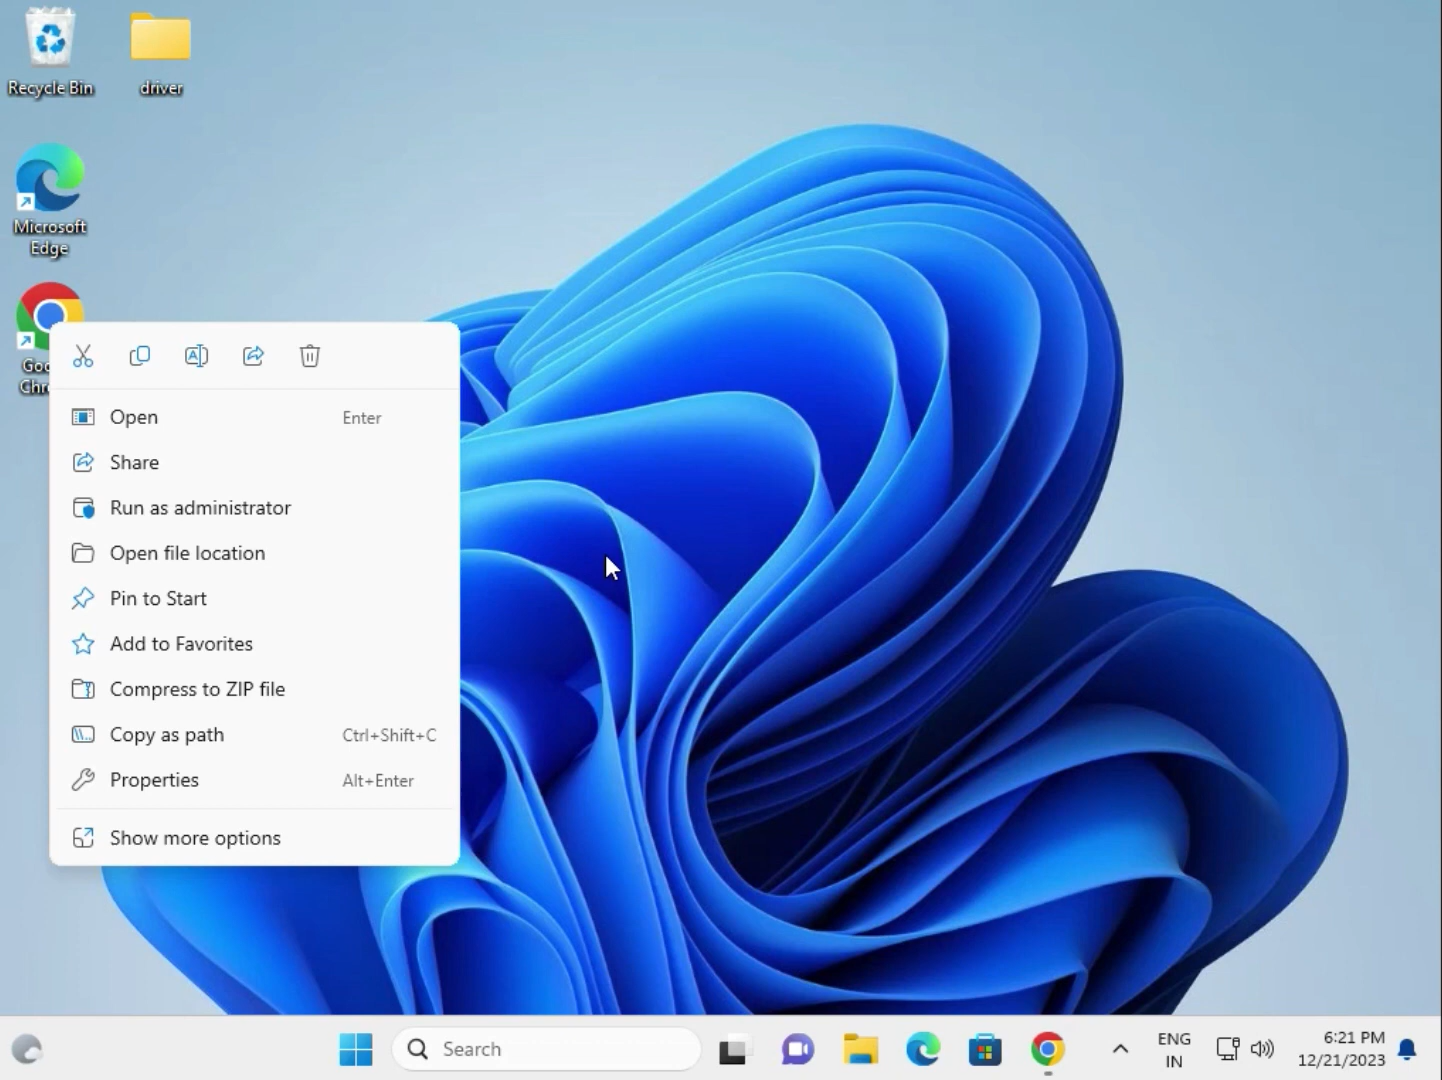 Recycle Bin
driver
Microsoft
Edge
Open Enter
Share
Run as administrator
Open file location
Pin to Start
Add to Favorites
Compress to ZIP file
Copy as path Ctrl+Shift+C
Properties Alt+Enter
Show more options
Search
ENG
IN
6:21 PM
12/21/2023